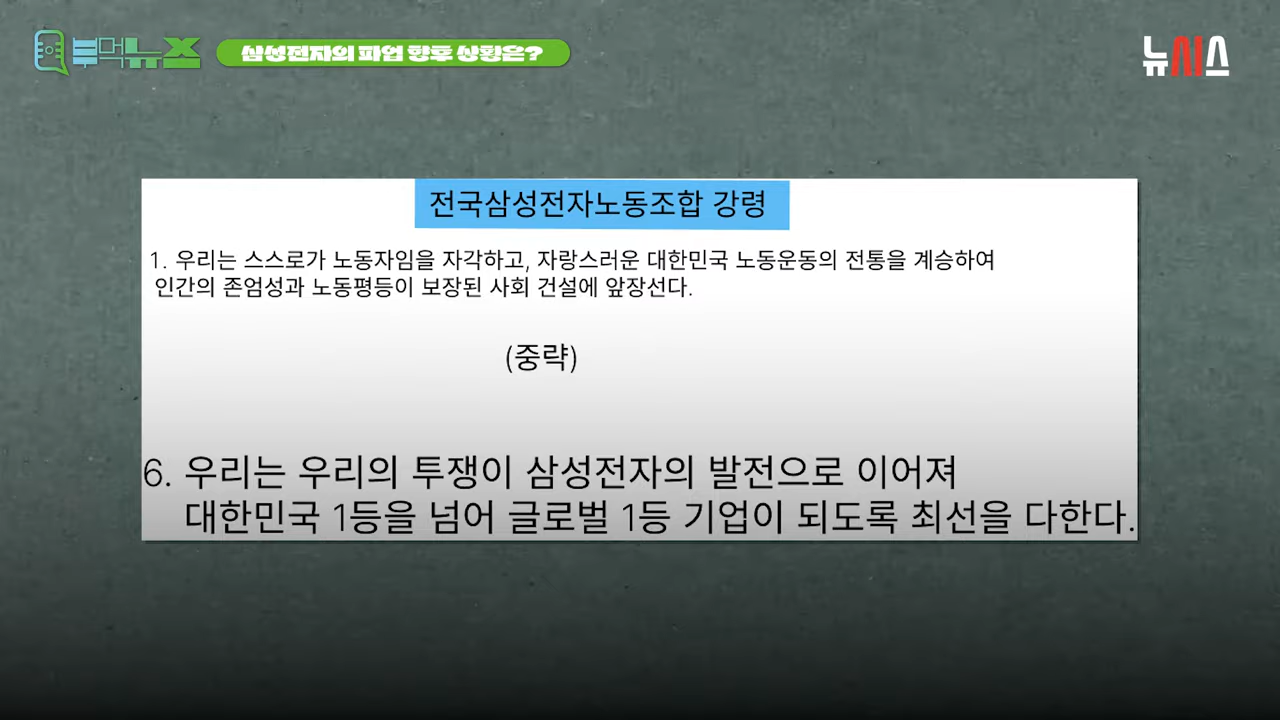 부먹뉴스
삼성전자의 파업 향후 상황은?
뉴시스
전국삼성전자노동조합 강령
1. 우리는 스스로가 노동자임을 자각하고, 자랑스러운 대한민국 노동운동의 전통을 계승하여
인간의 존엄성과 노동평등이 보장된 사회 건설에 앞장선다.
(중략)
6. 우리는 우리의 투쟁이 삼성전자의 발전으로 이어져
대한민국 1등을 넘어 글로벌 1등 기업이 되도록 최선을 다한다.